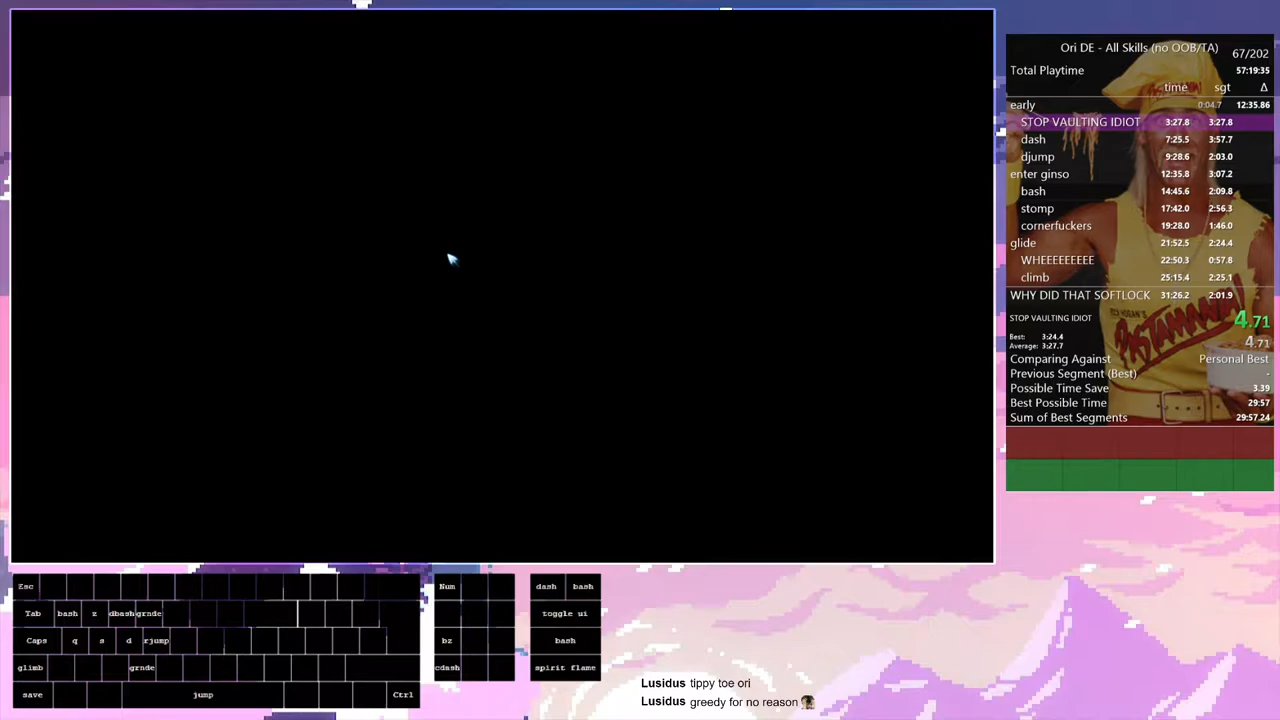 Ori DE - All Skills (no OOB/TA)
67/202
Total Playtime 57:19:35
time sgt Δ
early 0:04.7 12:35.86
STOP VAULTING IDIOT 3:27.8 3:27.8
dash 7:25.5 3:57.7
djump 9:28.6 2:03.0
enter ginso 12:35.8 3:07.2
bash 14:45.6 2:09.8
stomp 17:42.0 2:56.3
cornerfuckers 19:28.0 1:46.0
glide 21:52.5 2:24.4
WHEEEEEEEEE 22:50.3 0:57.8
climb 25:15.4 2:25.1
WHY DID THAT SOFTLOCK 31:26.2 2:01.9
STOP VAULTING IDIOT 4.71
Best: 3:24.4
Average: 3:27.7
4.71
Comparing Against Personal Best
Previous Segment (Best) -
Possible Time Save 3.39
Best Possible Time 29:57
Sum of Best Segments 29:57.24
Esc Num dash bash
Tab bash z dbash grnde toggle ui
Caps q s d rjump bz bash
glimb grnde cdash spirit flame
save jump Ctrl
Lusidus tippy toe ori
Lusidus greedy for no reason